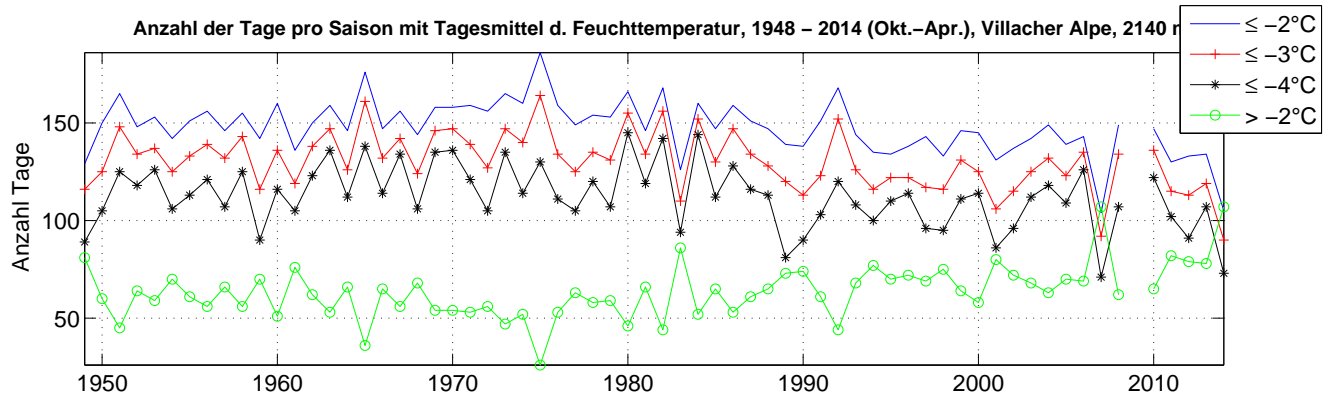 Anzahl der Tage pro Saison mit Tagesmittel d. Feuchttemperatur, 1948 – 2014 (Okt.–Apr.), Villacher Alpe, 2140
≤ −2°C
≤ −3°C
≤ −4°C
> −2°C
Anzahl Tage
150
100
50
1950 1960 1970 1980 1990 2000 2010